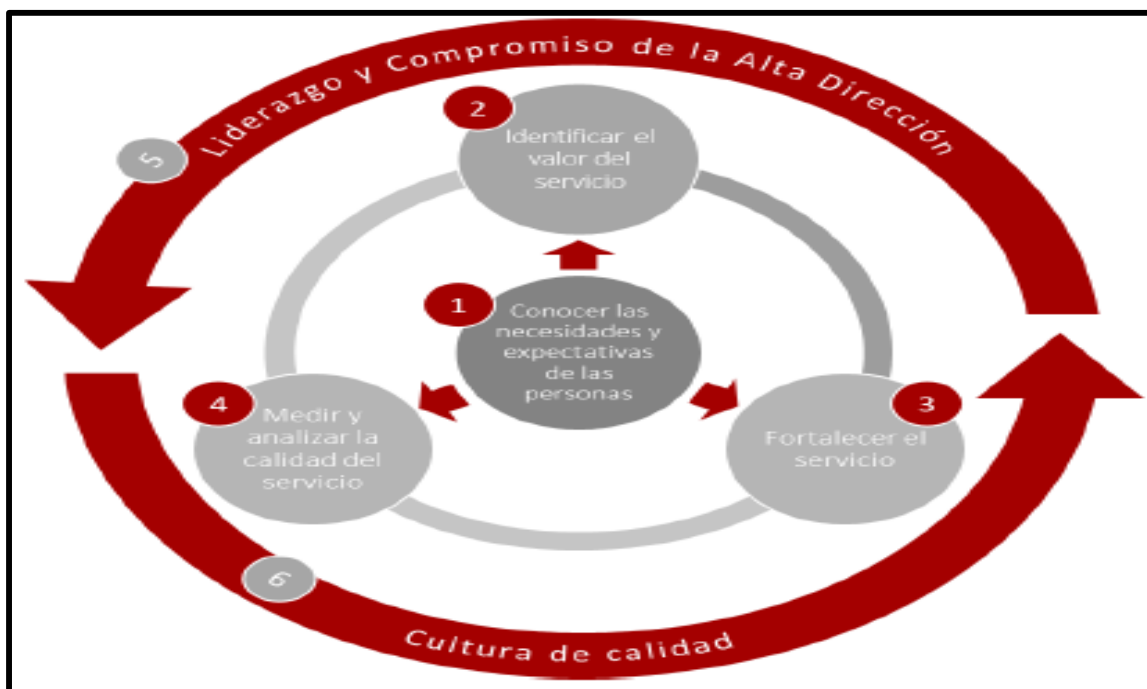 Liderazgo y Compromiso de la Alta Dirección
5
2
Identificar el
valor del
servicio
1
Conocer las
necesidades y
expectativas
de las
personas
4
Medir y
analizar la
calidad del
servicio
3
Fortalecer el
servicio
6
Cultura de calidad